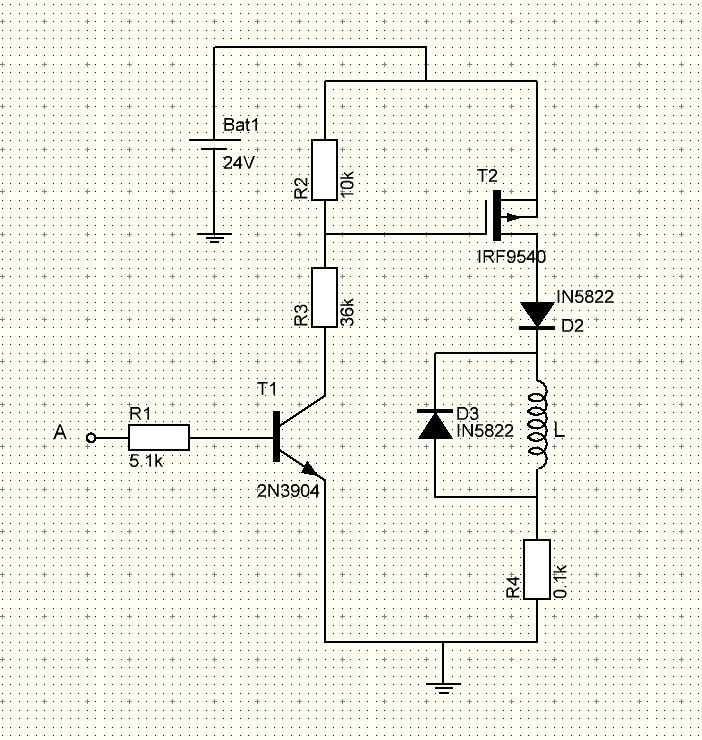 Bat1
24V
R2
10k
T2
IRF9540
R3
36k
IN5822
D2
T1
A
R1
5.1k
D3
IN5822
L
2N3904
R4
0.1k